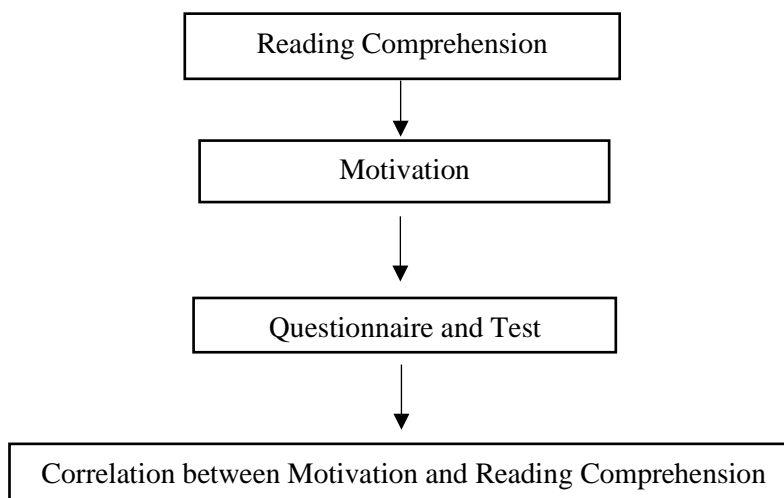 Reading Comprehension
Motivation
Questionnaire and Test
Correlation between Motivation and Reading Comprehension